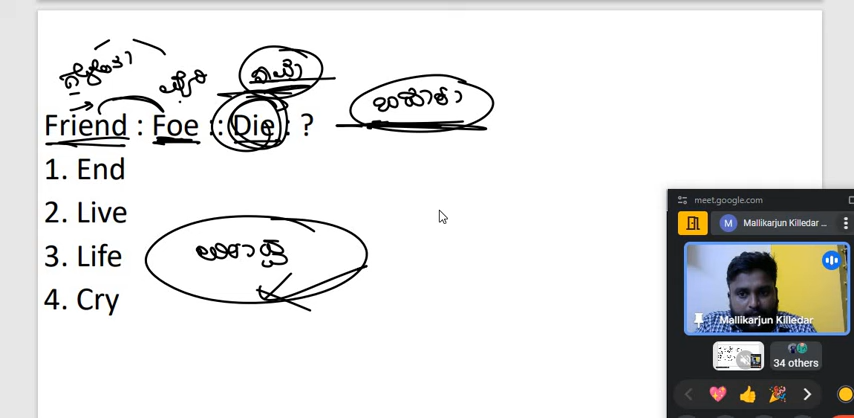 Friend : Foe :: Die : ?
1. End
2. Live
3. Life
4. Cry
meet.google.com
M Mallikarjun Killedar ...
Mallikarjun Killedar
34 others